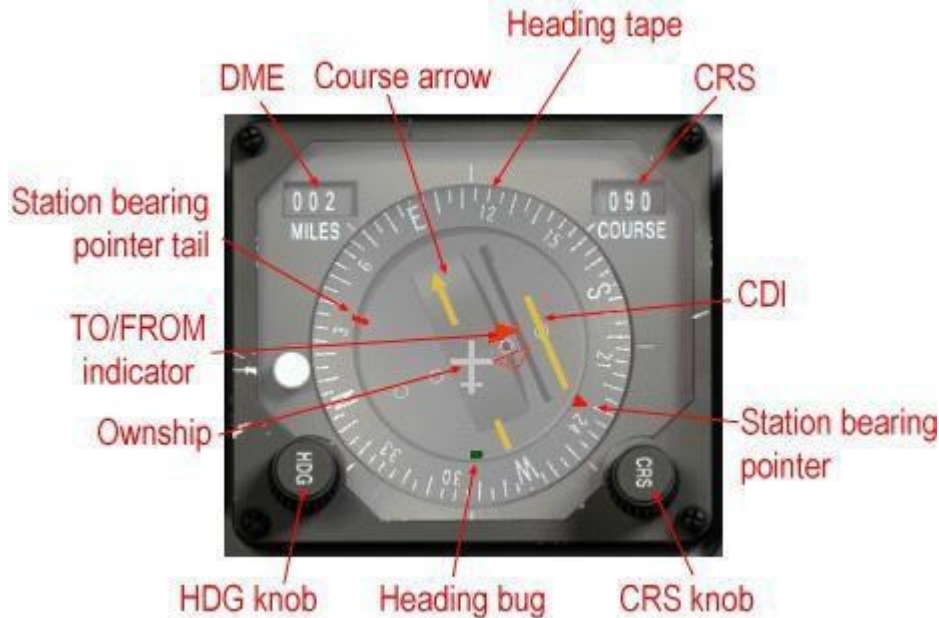 Heading tape
DME
Course arrow
CRS
002
MILES
090
COURSE
Station bearing
pointer tail
TO/FROM
indicator
Ownship
CDI
Station bearing
pointer
E
12
15
S
21
24
W
30
33
3
6
HDG
CRS
HDG knob
Heading bug
CRS knob